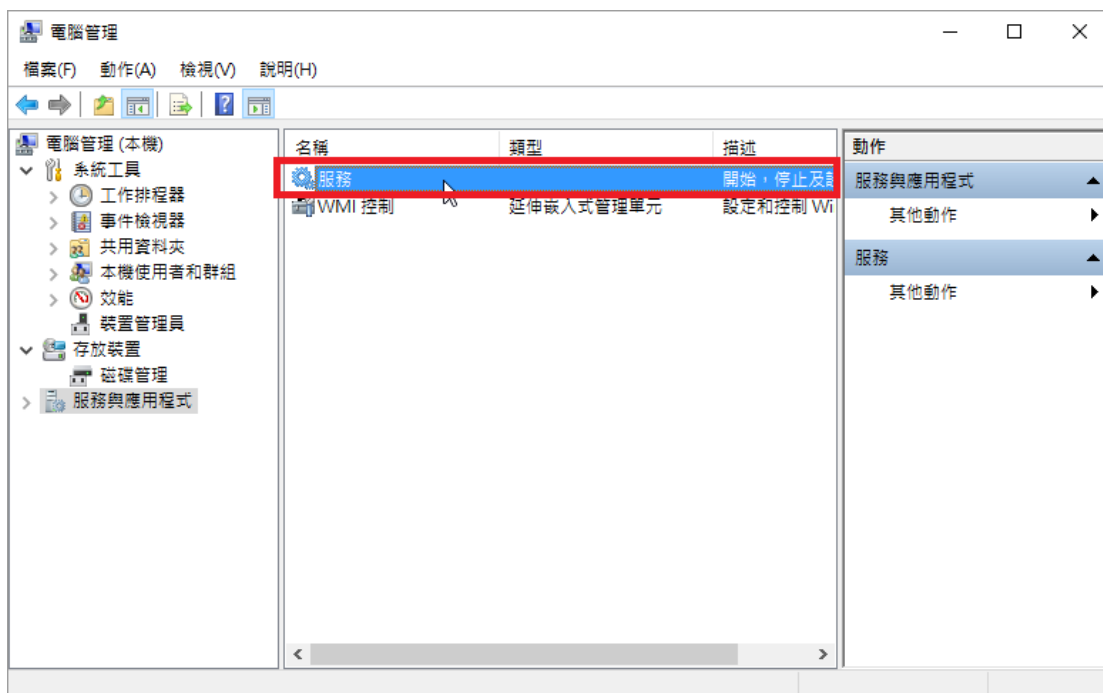 電腦管理
檔案(F) 動作(A) 檢視(V) 說明(H)
電腦管理 (本機)
系統工具
工作排程器
事件檢視器
共用資料夾
本機使用者和群組
效能
裝置管理員
存放裝置
磁碟管理
服務與應用程式
名稱 類型 描述
服務 開始，停止及設
WMI 控制 延伸嵌入式管理單元 設定和控制 Wi
動作
服務與應用程式
其他動作
服務
其他動作